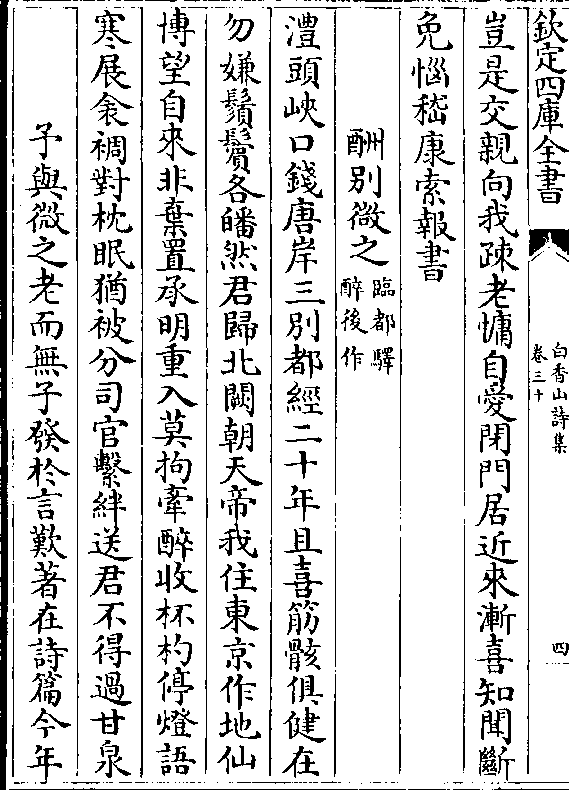 欽定四庫全書
白香山詩集
卷三十
四
豈是交親向我疎老慵自愛閉門居近來漸喜知聞斷
免惱嵇康索報書
酬別微之
臨都驛
醉後作
澧頭峽口錢唐岸三別都經二十年且喜筋骸俱健在
勿嫌鬚鬢各皤然君歸北闕朝天帝我住東京作地仙
博望自來非棄置承明重入莫拘牽醉收杯杓停燈語
寒展衾裯對枕眠猶被分司官繫絆送君不得過甘泉
予與微之老而無子發於言歎著在詩篇今年